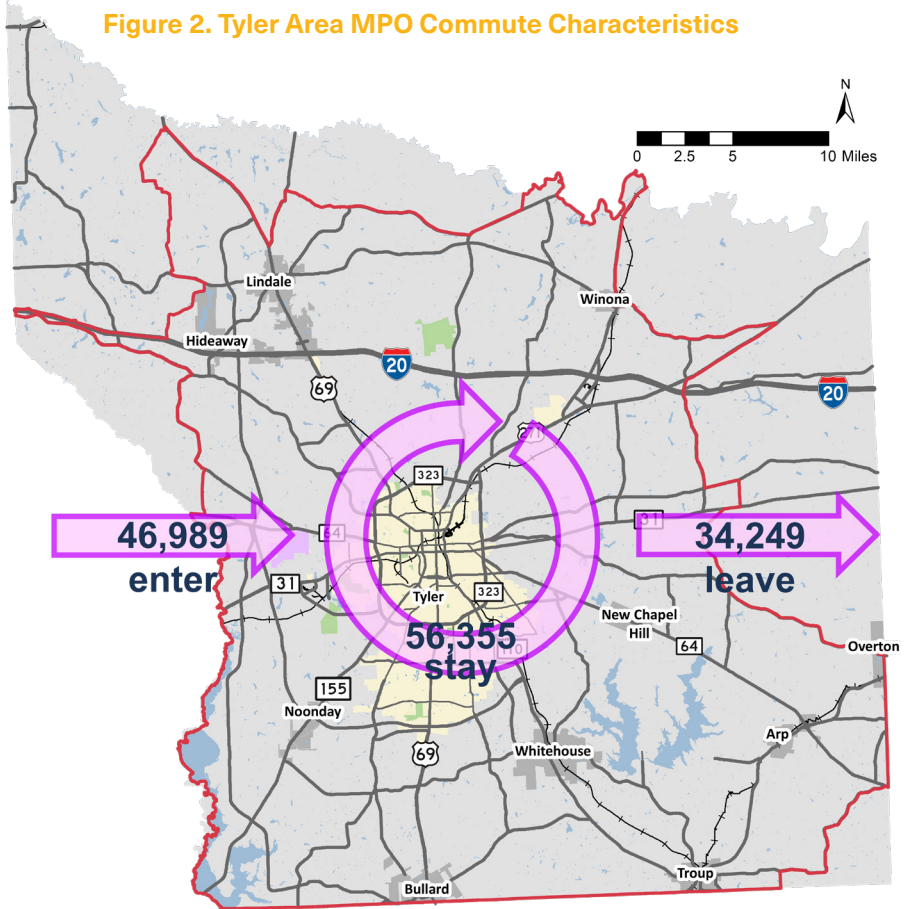 Figure 2. Tyler Area MPO Commute Characteristics
N
0 2.5 5 10 Miles
Lindale
Winona
Hideaway
20
69
20
271
323
46,989
enter
64
31
34,249
leave
31
Tyler
323
New Chapel
Hill
56,355
stay
110
64
Overton
155
Noonday
69
Whitehouse
Arp
Troup
Bullard